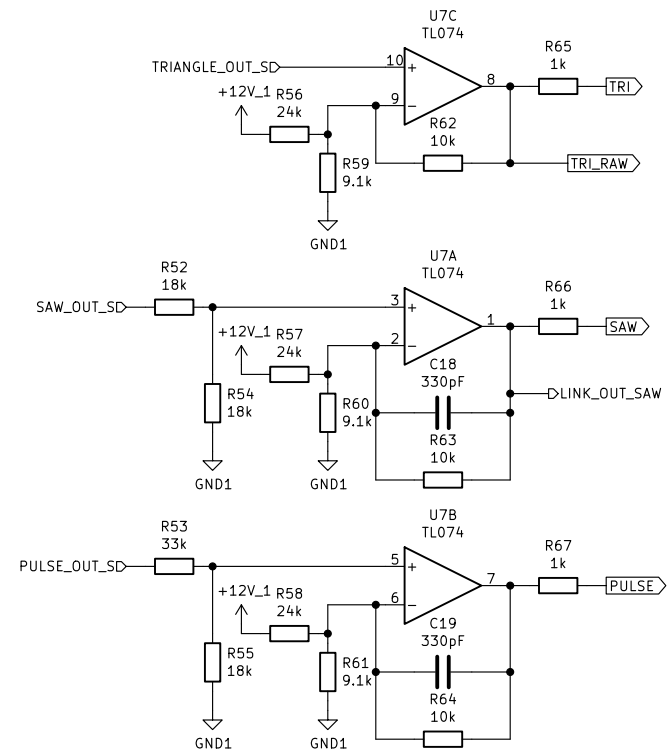 U7C
TL074
R65
1k
TRIANGLE_OUT_S
10
+
8
TRI
+12V_1
R56
24k
9
−
R62
10k
R59
9.1k
TRI_RAW
GND1
U7A
TL074
R52
18k
R66
1k
SAW_OUT_S
3
+
1
SAW
+12V_1
R57
24k
2
−
C18
330pF
R54
18k
R60
9.1k
LINK_OUT_SAW
R63
10k
GND1
GND1
U7B
TL074
R53
33k
R67
1k
PULSE_OUT_S
5
+
7
PULSE
+12V_1
R58
24k
6
−
C19
330pF
R55
18k
R61
9.1k
R64
10k
GND1
GND1